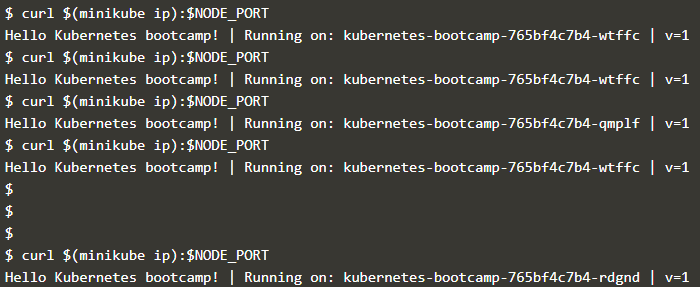 $ curl $(minikube ip):$NODE_PORT
Hello Kubernetes bootcamp! | Running on: kubernetes-bootcamp-765bf4c7b4-wtffc | v=1
$ curl $(minikube ip):$NODE_PORT
Hello Kubernetes bootcamp! | Running on: kubernetes-bootcamp-765bf4c7b4-wtffc | v=1
$ curl $(minikube ip):$NODE_PORT
Hello Kubernetes bootcamp! | Running on: kubernetes-bootcamp-765bf4c7b4-qmplf | v=1
$ curl $(minikube ip):$NODE_PORT
Hello Kubernetes bootcamp! | Running on: kubernetes-bootcamp-765bf4c7b4-wtffc | v=1
$
$
$
$ curl $(minikube ip):$NODE_PORT
Hello Kubernetes bootcamp! | Running on: kubernetes-bootcamp-765bf4c7b4-rdgnd | v=1